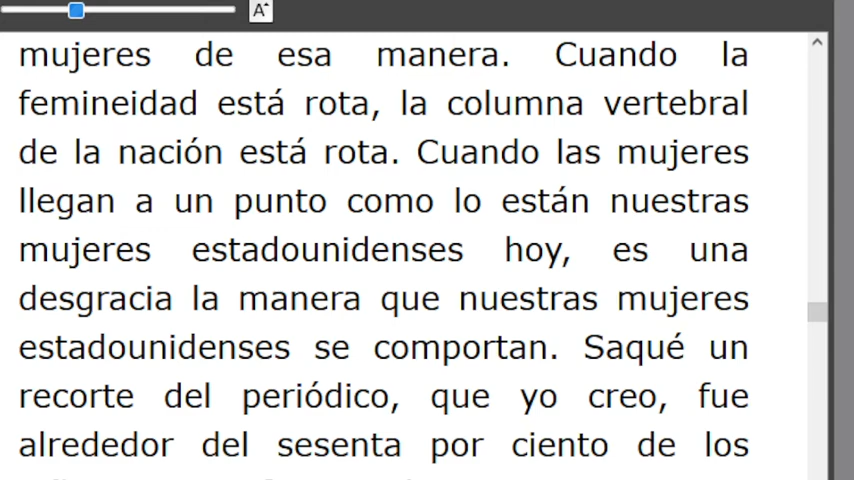 A
mujeres de esa manera. Cuando la
femineidad está rota, la columna vertebral
de la nación está rota. Cuando las mujeres
llegan a un punto como lo están nuestras
mujeres estadounidenses hoy, es una
desgracia la manera que nuestras mujeres
estadounidenses se comportan. Saqué un
recorte del periódico, que yo creo, fue
alrededor del sesenta por ciento de los